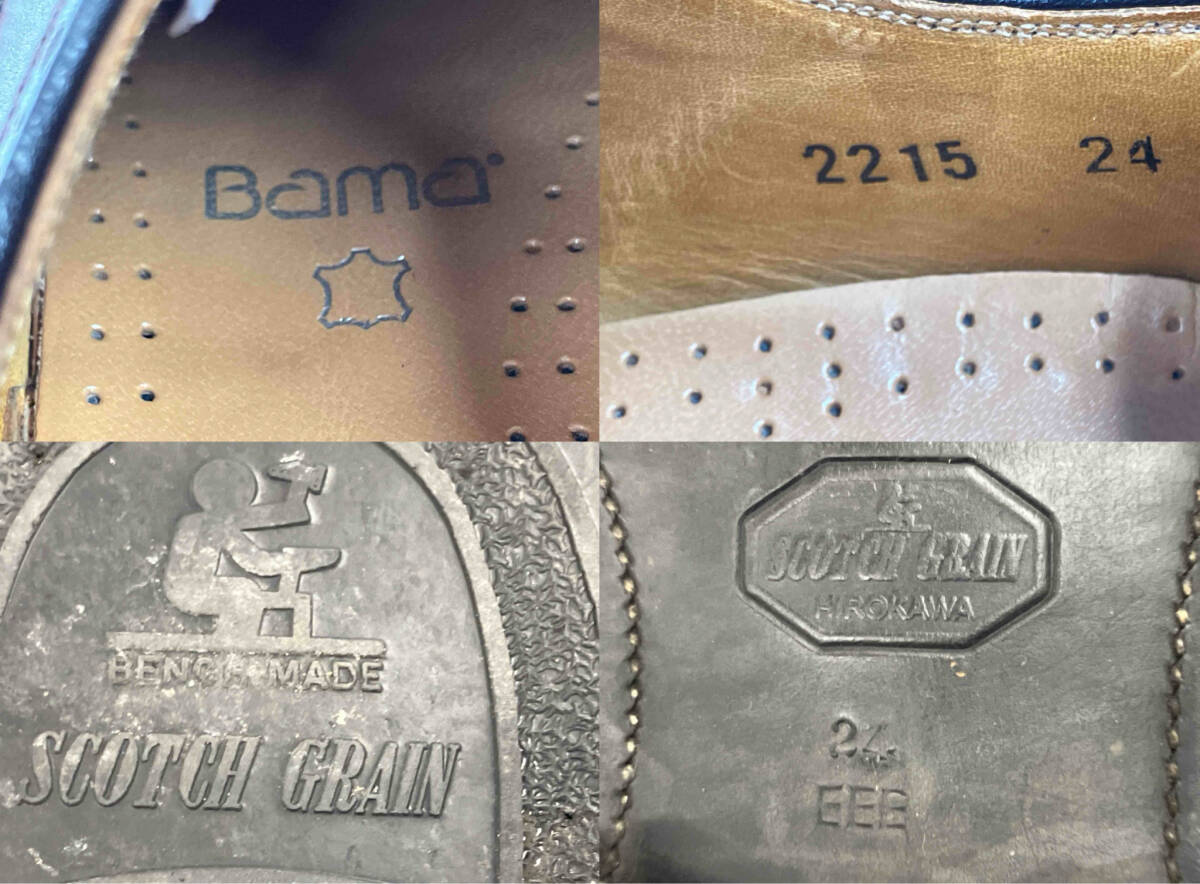 Bama
2215 24
BENCH MADE
SCOTCH GRAIN
SCOTCH GRAIN
HIROKAWA
24
EEE